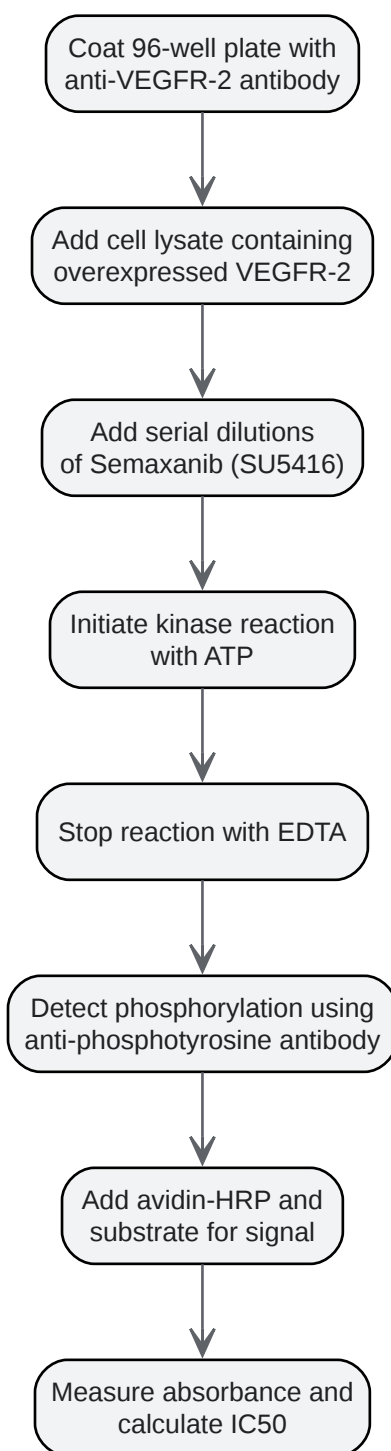 Coat 96-well plate with
anti-VEGFR-2 antibody
Add cell lysate containing
overexpressed VEGFR-2
Add serial dilutions
of Semaxanib (SU5416)
Initiate kinase reaction
with ATP
Stop reaction with EDTA
Detect phosphorylation using
anti-phosphotyrosine antibody
Add avidin-HRP and
substrate for signal
Measure absorbance and
calculate IC50